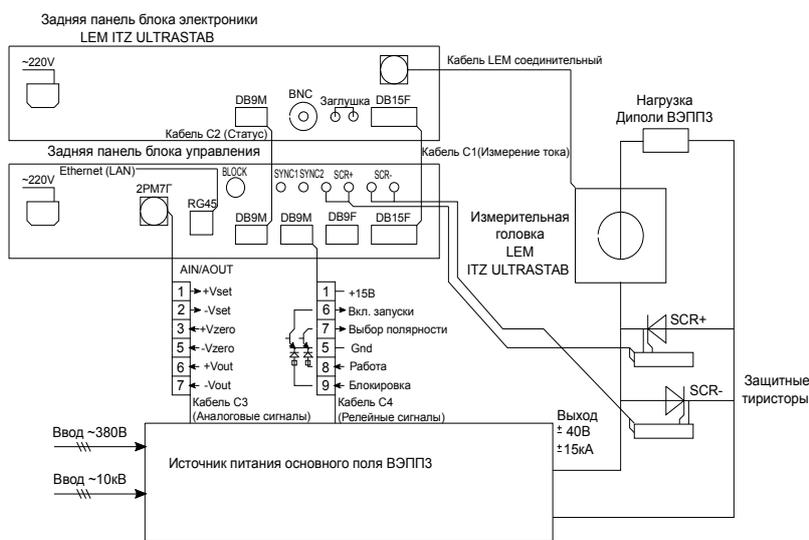 Задняя панель блока электроники
LEM ITZ ULTRASTAB
~220V
Кабель LEM соединительный
DB9M
BNC
Заглушка
DB15F
Кабель C2 (Статус)
Нагрузка
Диполи ВЭПП3
Задняя панель блока управления
Кабель C1(Измерение тока)
Ethernet (LAN)
~220V
2РМ7Г
RG45
BLOCK
SYNC1
SYNC2
SCR+
SCR-
DB9M
DB9M
DB9F
DB15F
Измерительная
головка
LEM
ITZ ULTRASTAB
AIN/AOUT
1 +Vset
2 -Vset
3 +Vzero
5 -Vzero
6 +Vout
7 -Vout
Кабель C3
(Аналоговые сигналы)
1 +15В
6 Вкл. запуски
7 Выбор полярности
5 Gnd
8 Работа
9 Блокировка
Кабель C4
(Релейные сигналы)
SCR+
SCR-
Защитные
тиристоры
Ввод ~380В
Ввод ~10кВ
Источник питания основного поля ВЭПП3
Выход
± 40В
±15кА